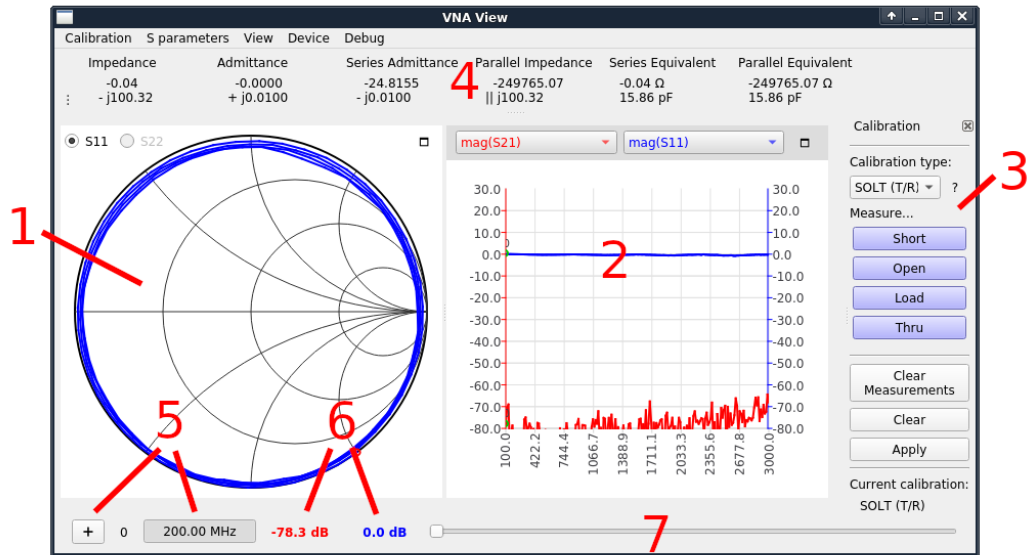 VNA View
Calibration S parameters View Device Debug
Impedance Admittance Series Admittance Parallel Impedance Series Equivalent Parallel Equivalent
-0.04 -0.0000 -24.8155 -249765.07 -0.04 Ω -249765.07 Ω
- j100.32 + j0.0100 - j0.0100 || j100.32 15.86 pF 15.86 pF
4
S11 S22
mag(S21) mag(S11)
1
2
30.0 30.0
20.0 20.0
10.0 10.0
0
0.0 0.0
-10.0 -10.0
-20.0 -20.0
-30.0 -30.0
-40.0 -40.0
-50.0 -50.0
-60.0 -60.0
-70.0 -70.0
-80.0 -80.0
100.0 422.2 744.4 1066.7 1388.9 1711.1 2033.3 2355.6 2677.8 3000.0
Calibration
Calibration type:
SOLT (T/R) ?
3
Measure...
Short
Open
Load
Thru
Clear
Measurements
Clear
Apply
Current calibration:
SOLT (T/R)
5 6
7
+ 0 200.00 MHz -78.3 dB 0.0 dB